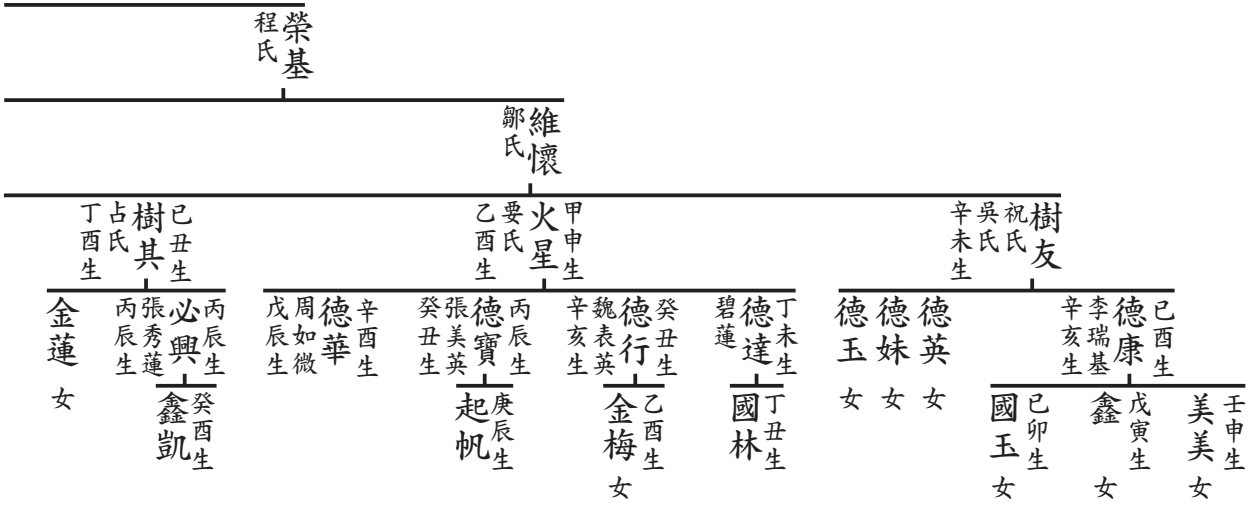 榮基
程氏
維懷
鄒氏
樹友
祝氏
吳氏
辛未生
甲申生
火星
要氏
乙酉生
已丑生
樹其
占氏
丁酉生
已酉生
德康
李瑞基
辛亥生
德英 女
德妹 女
德玉 女
丁未生
德達
碧蓮
癸丑生
德行
魏表英
辛亥生
丙辰生
德寶
張美英
癸丑生
辛酉生
德華
周如微
戊辰生
丙辰生
必興
張秀蓮
丙辰生
金蓮 女
壬申生
美美 女
戊寅生
鑫 女
已卯生
國玉 女
丁丑生
國林
乙酉生
金梅 女
庚辰生
起帆
癸酉生
鑫凱